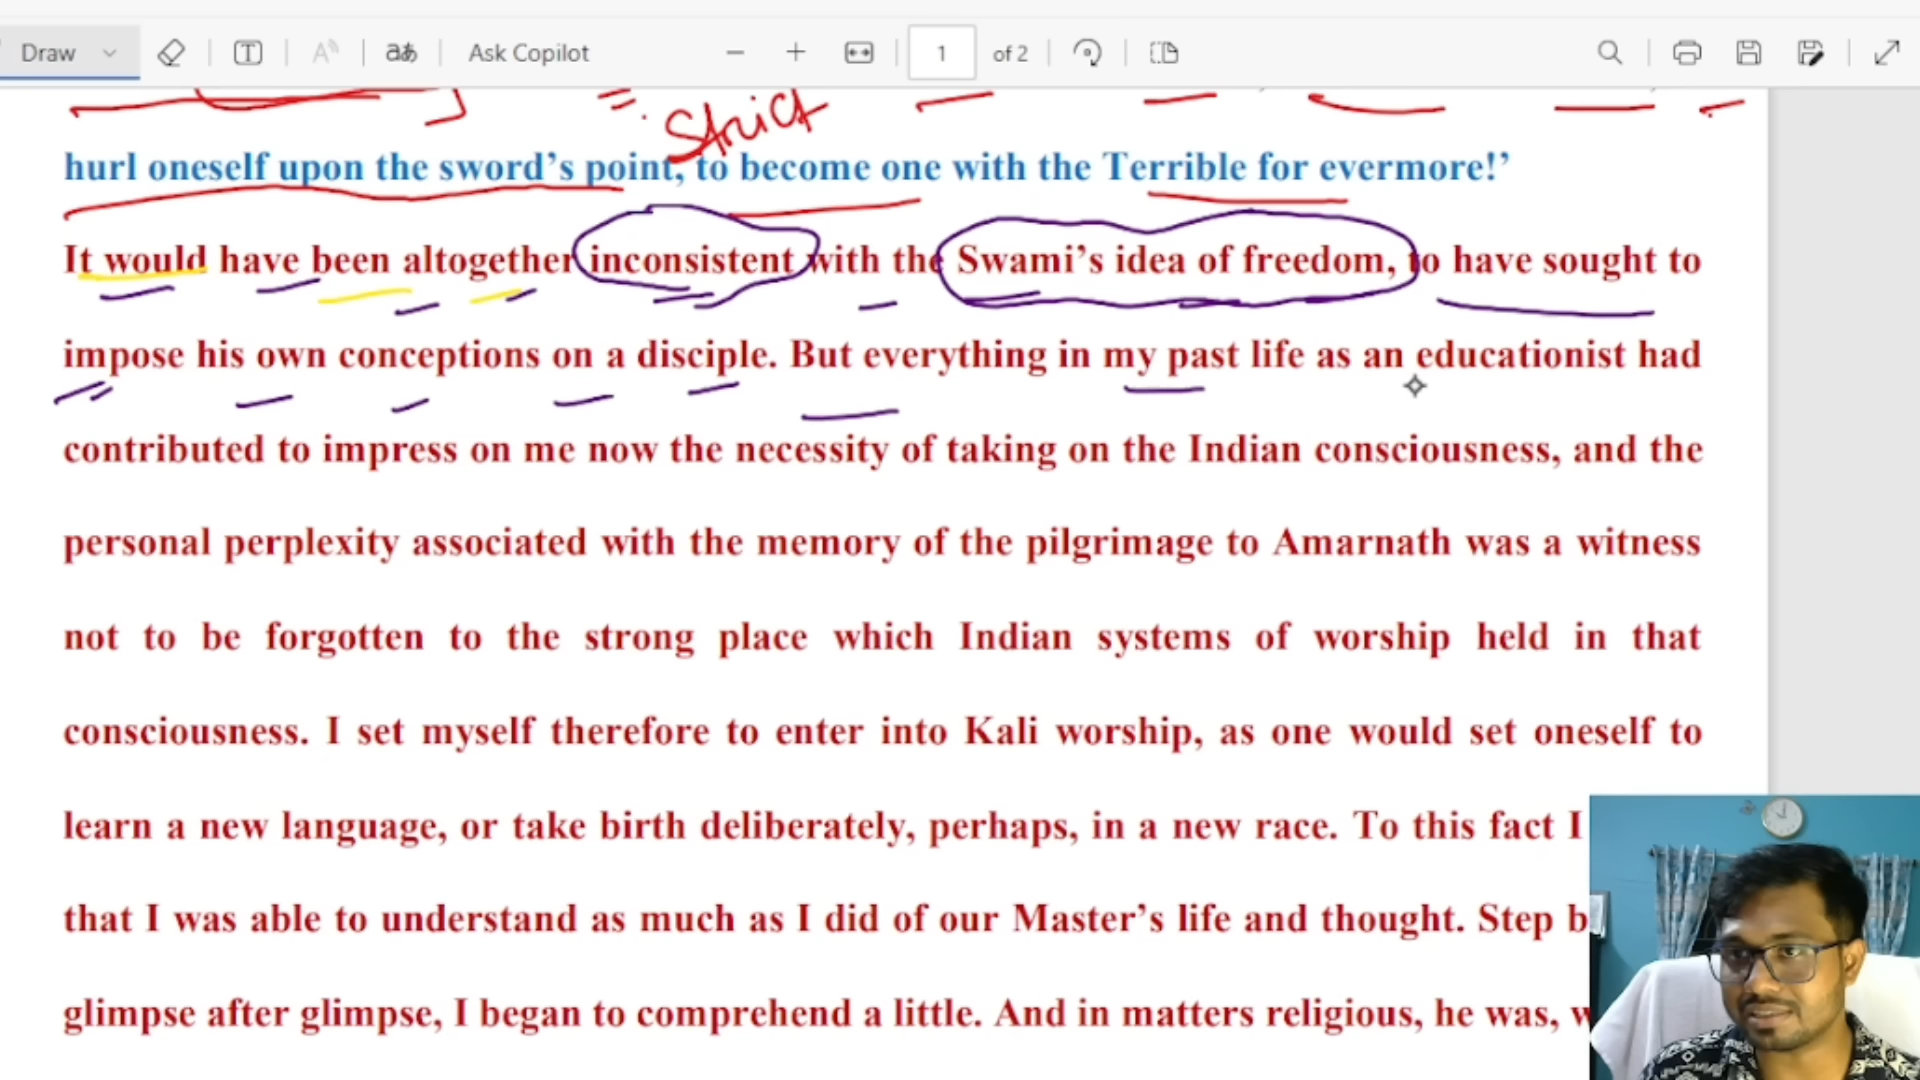 Draw
T
aあ
Ask Copilot
1
of 2
Strict
hurl oneself upon the sword’s point, to become one with the Terrible for evermore!’
It would have been altogether inconsistent with the Swami’s idea of freedom, to have sought to
impose his own conceptions on a disciple. But everything in my past life as an educationist had
contributed to impress on me now the necessity of taking on the Indian consciousness, and the
personal perplexity associated with the memory of the pilgrimage to Amarnath was a witness
not to be forgotten to the strong place which Indian systems of worship held in that
consciousness. I set myself therefore to enter into Kali worship, as one would set oneself to
learn a new language, or take birth deliberately, perhaps, in a new race. To this fact I
that I was able to understand as much as I did of our Master’s life and thought. Step
glimpse after glimpse, I began to comprehend a little. And in matters religious, he was,